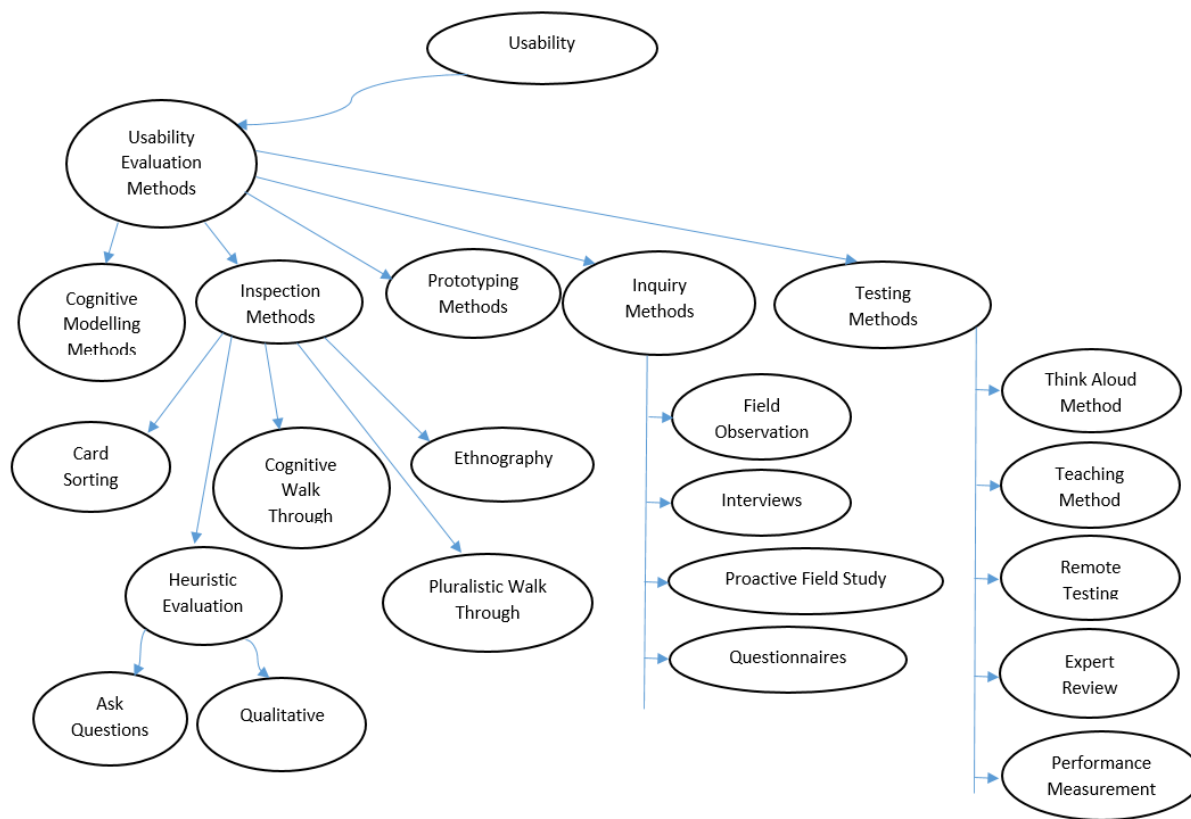 Usability
Usability
Evaluation
Methods
Cognitive
Modelling
Methods
Inspection
Methods
Prototyping
Methods
Inquiry
Methods
Testing
Methods
Card
Sorting
Cognitive
Walk
Through
Ethnography
Heuristic
Evaluation
Pluralistic Walk
Through
Ask
Questions
Qualitative
Field
Observation
Interviews
Proactive Field Study
Questionnaires
Think Aloud
Method
Teaching
Method
Remote
Testing
Expert
Review
Performance
Measurement